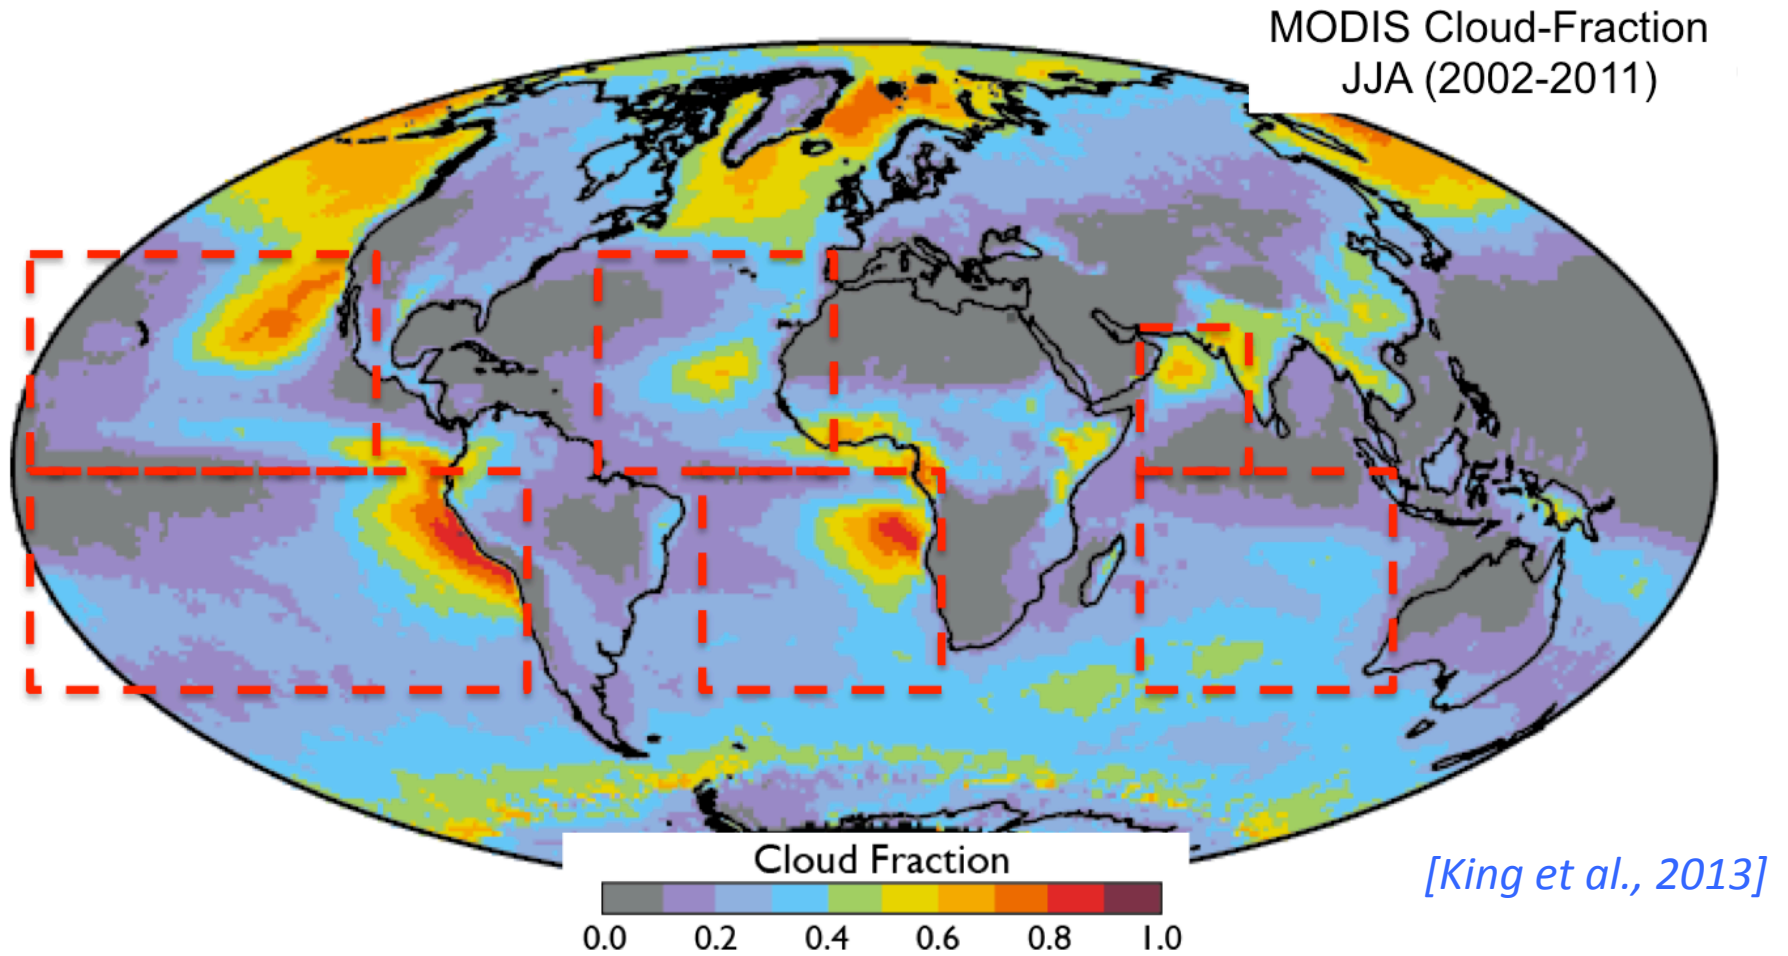 MODIS Cloud-Fraction
JJA (2002-2011)
Cloud Fraction
0.0 0.2 0.4 0.6 0.8 1.0
[King et al., 2013]